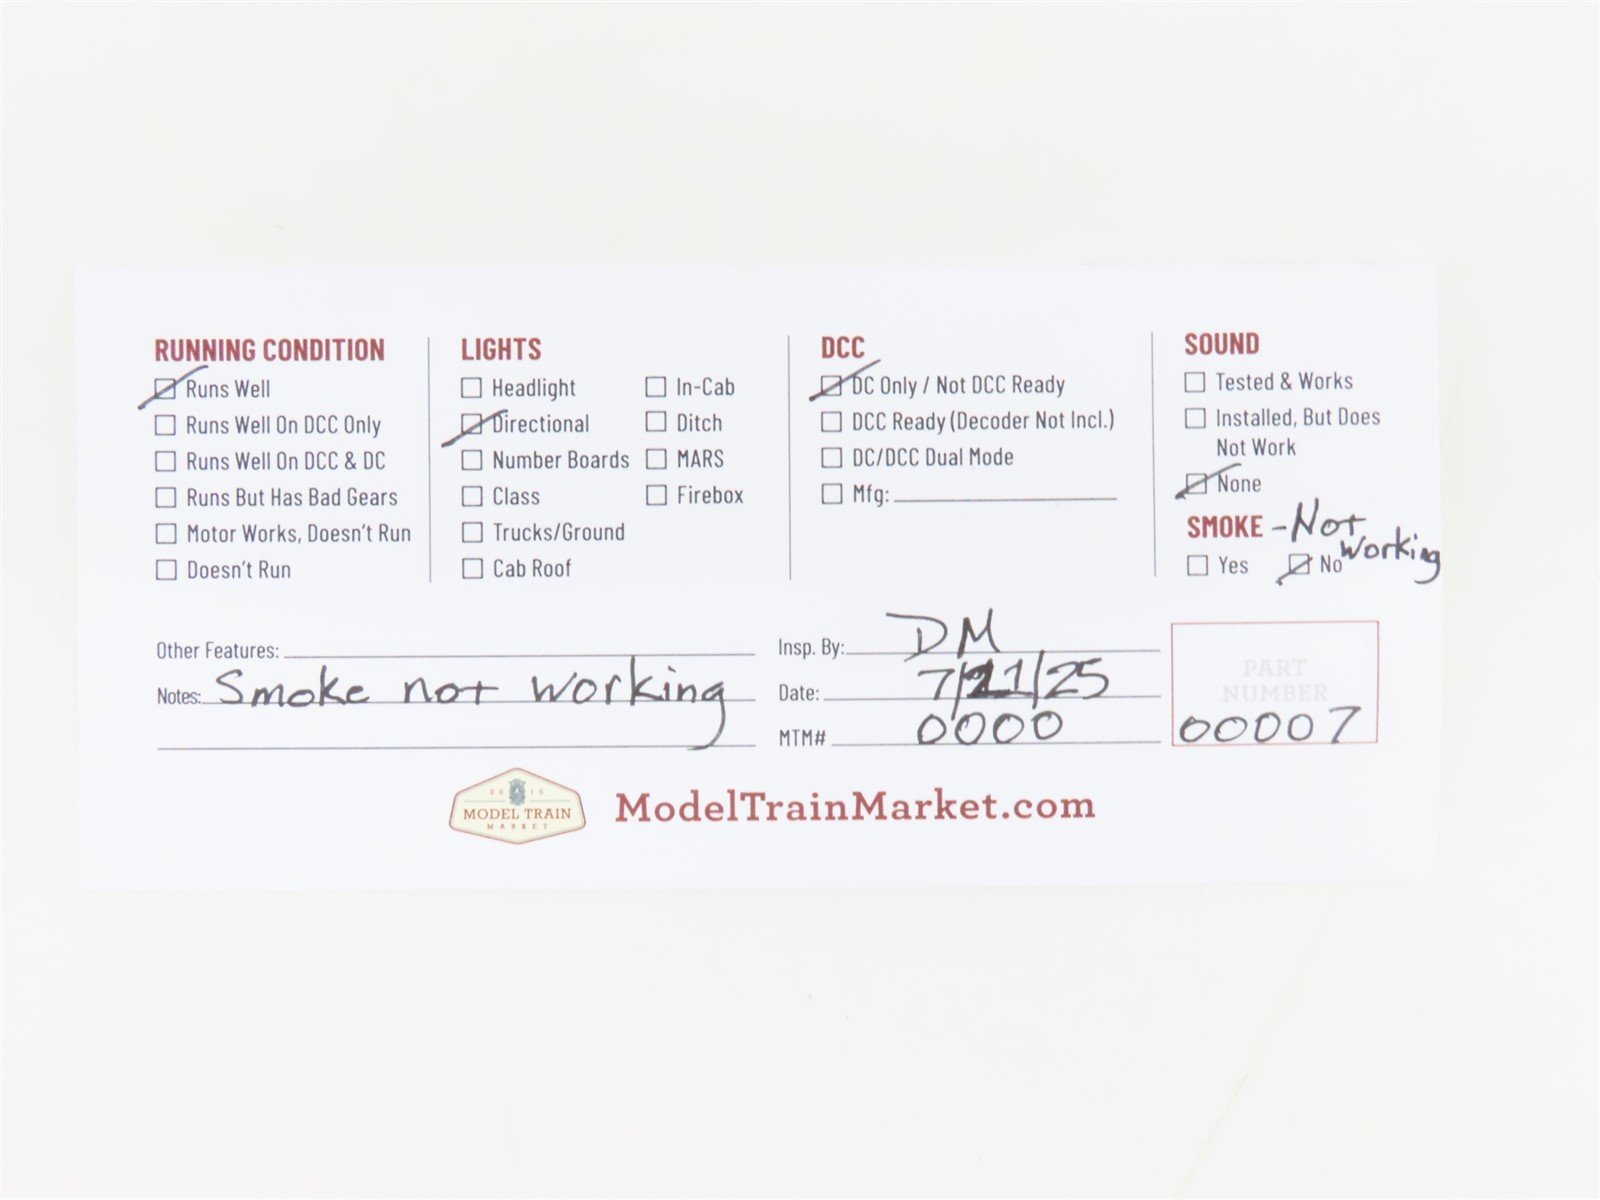 RUNNING CONDITION
Runs Well
Runs Well On DCC Only
Runs Well On DCC & DC
Runs But Has Bad Gears
Motor Works, Doesn't Run
Doesn't Run
LIGHTS
Headlight
Directional
Number Boards
Class
Trucks/Ground
Cab Roof
In-Cab
Ditch
MARS
Firebox
DCC
DC Only / Not DCC Ready
DCC Ready (Decoder Not Incl.)
DC/DCC Dual Mode
Mfg:
SOUND
Tested & Works
Installed, But Does
Not Work
None
SMOKE - Not
working
Yes No
Other Features:
Notes: Smoke not working
Insp. By: DM
Date: 7/21/25
MTM# 0000
PART
NUMBER
00007
2015
MODEL TRAIN
MARKET
ModelTrainMarket.com